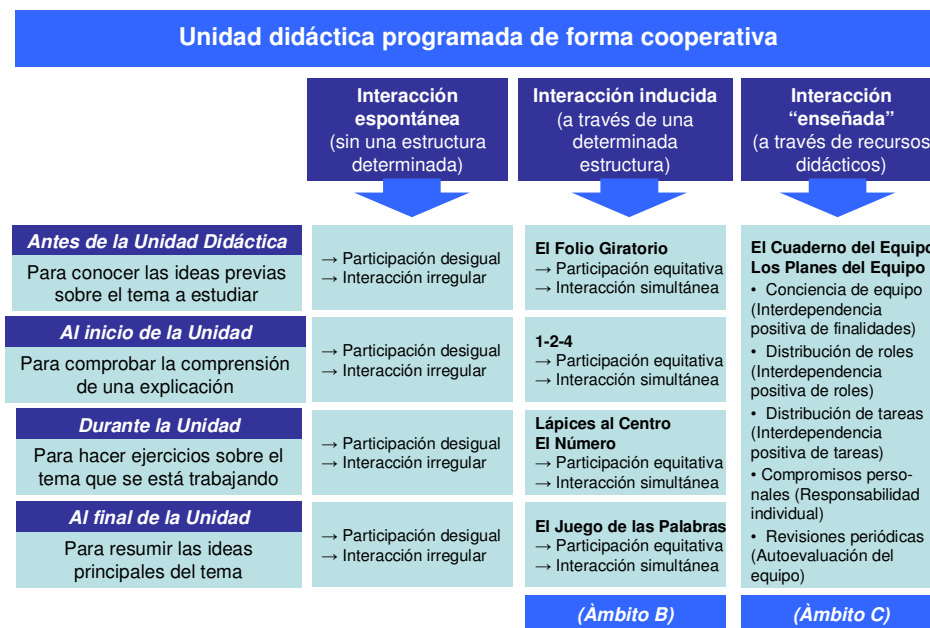 Unidad didáctica programada de forma cooperativa
Interacción
espontánea
(sin una estructura
determinada)
Interacción inducida
(a través de una
determinada
estructura)
Interacción
“enseñada”
(a través de recursos
didácticos)
Antes de la Unidad Didáctica
Para conocer las ideas previas
sobre el tema a estudiar
→ Participación desigual
→ Interacción irregular
El Folio Giratorio
→ Participación equitativa
→ Interacción simultánea
Al inicio de la Unidad
Para comprobar la comprensión
de una explicación
→ Participación desigual
→ Interacción irregular
1-2-4
→ Participación equitativa
→ Interacción simultánea
Durante la Unidad
Para hacer ejercicios sobre el
tema que se está trabajando
→ Participación desigual
→ Interacción irregular
Lápices al Centro
El Número
→ Participación equitativa
→ Interacción simultánea
Al final de la Unidad
Para resumir las ideas
principales del tema
→ Participación desigual
→ Interacción irregular
El Juego de las Palabras
→ Participación equitativa
→ Interacción simultánea
El Cuaderno del Equipo
Los Planes del Equipo
• Conciencia de equipo
(Interdependencia
positiva de finalidades)
• Distribución de roles
(Interdependencia
positiva de roles)
• Distribución de tareas
(Interdependencia
positiva de tareas)
• Compromisos perso-
nales (Responsabilidad
individual)
• Revisiones periódicas
(Autoevaluación del
equipo)
(Àmbito B)
(Àmbito C)